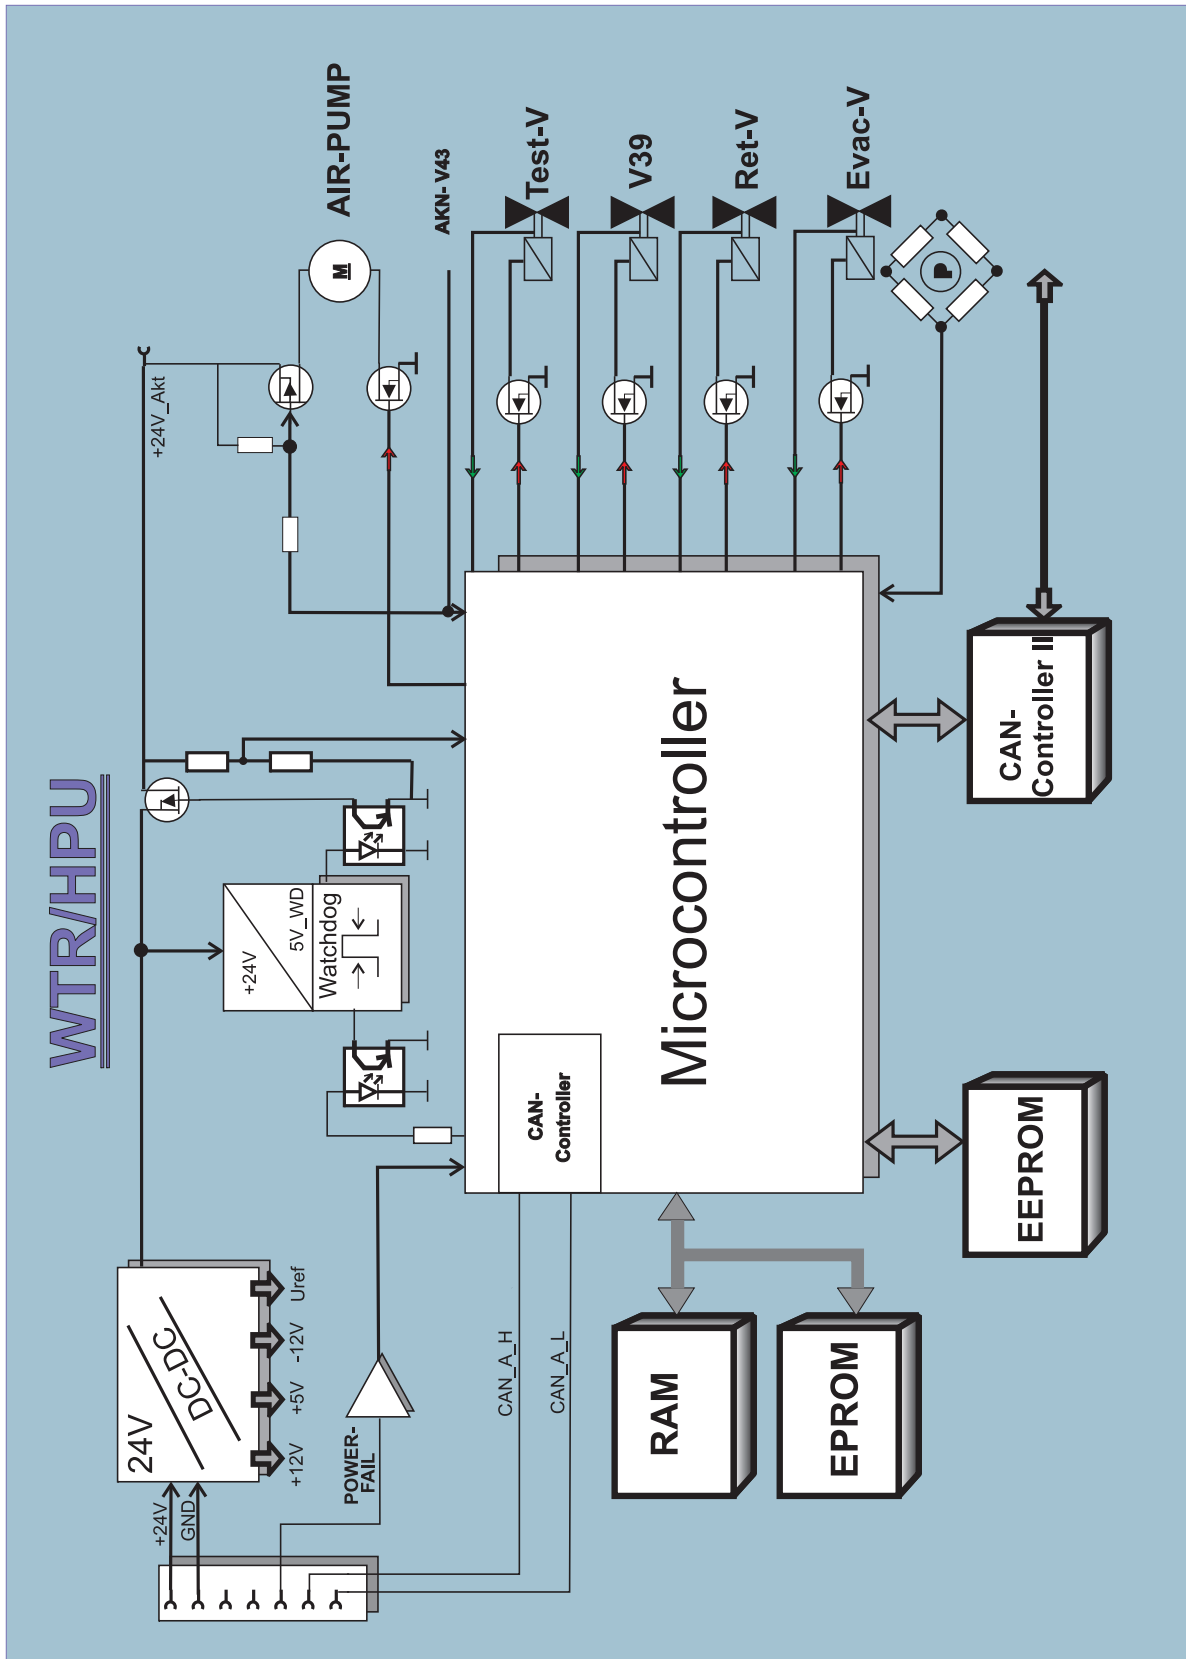 WTR/HPU
24V
DC-DC
+24V
GND
+12V
+5V
-12V
Uref
POWER-
FAIL
CAN_A_H
CAN_A_L
+24V
5V_WD
Watchdog
+24V_Akt
M
AIR-PUMP
AKN- V43
Test-V
V39
Ret-V
Evac-V
P
Microcontroller
CAN-
Controller
CAN-
Controller II
RAM
EPROM
EEPROM